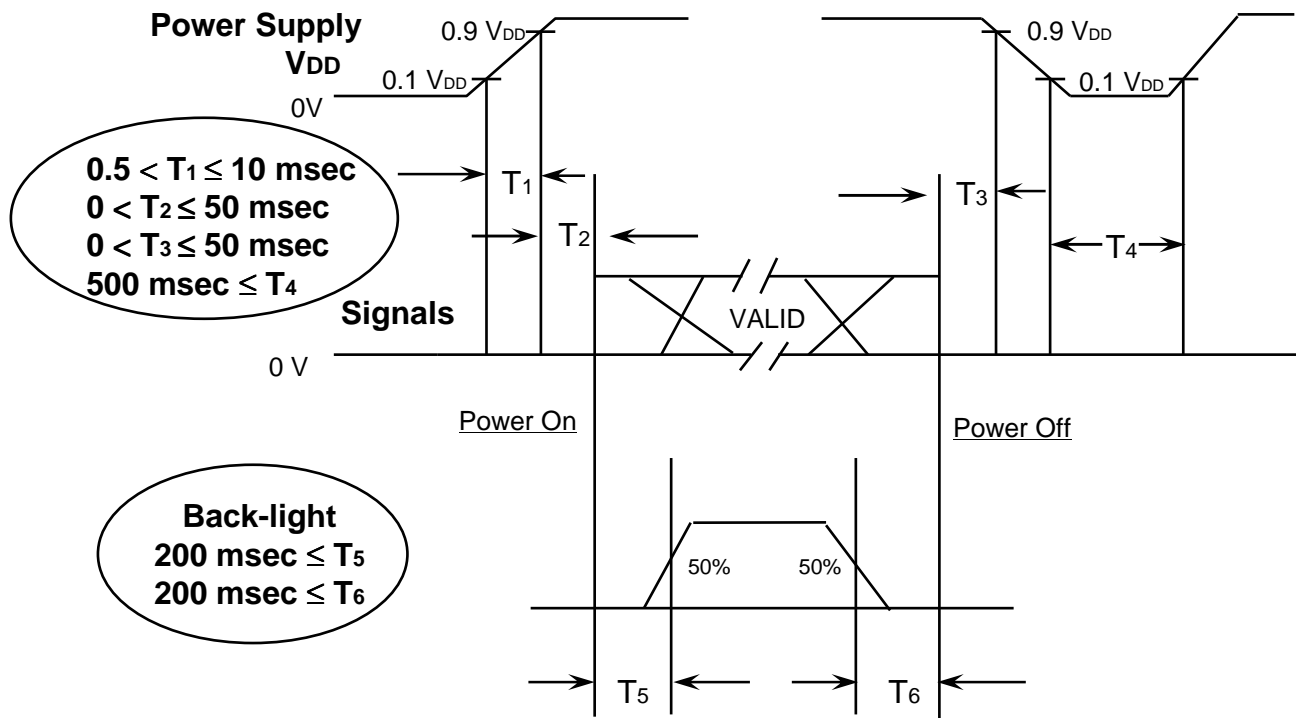 Power Supply
VDD
0.9 VDD
0.1 VDD
0V
0.9 VDD
0.1 VDD
0.5 < T1 ≤ 10 msec
0 < T2 ≤ 50 msec
0 < T3 ≤ 50 msec
500 msec ≤ T4
T1
T2
T3
T4
Signals
VALID
0 V
Power On
Power Off
Back-light
200 msec ≤ T5
200 msec ≤ T6
50%
50%
T5
T6